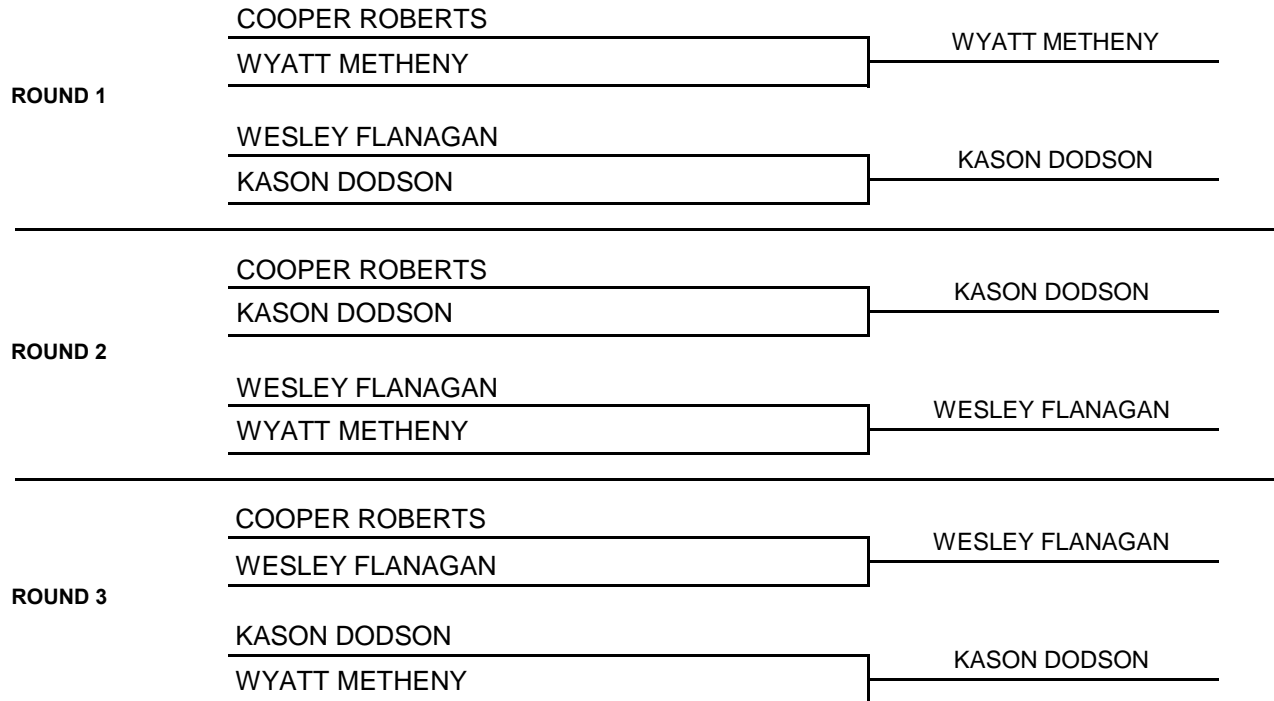 COOPER ROBERTS
WYATT METHENY
WYATT METHENY
ROUND 1
WESLEY FLANAGAN
KASON DODSON
KASON DODSON
COOPER ROBERTS
KASON DODSON
KASON DODSON
ROUND 2
WESLEY FLANAGAN
WESLEY FLANAGAN
WYATT METHENY
COOPER ROBERTS
WESLEY FLANAGAN
WESLEY FLANAGAN
ROUND 3
KASON DODSON
KASON DODSON
WYATT METHENY